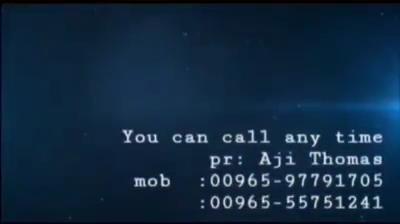 You can call any time
pr: Aji Thomas
mob :00965-97791705
:00965-55751241